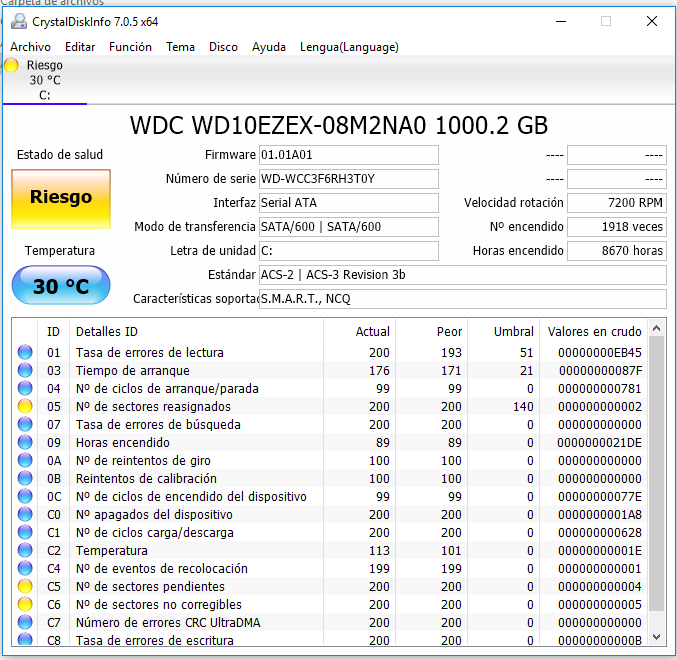 Carpeta de archivos
CrystalDiskInfo 7.0.5 x64
Archivo Editar Función Tema Disco Ayuda Lengua(Language)
Riesgo
30 °C
C:
WDC WD10EZEX-08M2NA0 1000.2 GB
Estado de salud
Riesgo
Temperatura
30 °C
Firmware 01.01A01 ---- ----
Número de serie WD-WCC3F6RH3T0Y ---- ----
Interfaz Serial ATA Velocidad rotación 7200 RPM
Modo de transferencia SATA/600 | SATA/600 Nº encendido 1918 veces
Letra de unidad C: Horas encendido 8670 horas
Estándar ACS-2 | ACS-3 Revision 3b
Características soporta S.M.A.R.T., NCQ
ID Detalles ID Actual Peor Umbral Valores en crudo
01 Tasa de errores de lectura 200 193 51 00000000EB45
03 Tiempo de arranque 176 171 21 00000000087F
04 Nº de ciclos de arranque/parada 99 99 0 000000000781
05 Nº de sectores reasignados 200 200 140 000000000002
07 Tasa de errores de búsqueda 200 200 0 000000000000
09 Horas encendido 89 89 0 0000000021DE
0A Nº de reintentos de giro 100 100 0 000000000000
0B Reintentos de calibración 100 100 0 000000000000
0C Nº de ciclos de encendido del dispositivo 99 99 0 00000000077E
C0 Nº apagados del dispositivo 200 200 0 0000000001A8
C1 Nº de ciclos carga/descarga 200 200 0 000000000628
C2 Temperatura 113 101 0 00000000001E
C4 Nº de eventos de recolocación 199 199 0 000000000001
C5 Nº de sectores pendientes 200 200 0 000000000004
C6 Nº de sectores no corregibles 200 200 0 000000000005
C7 Número de errores CRC UltraDMA 200 200 0 000000000000
C8 Tasa de errores de escritura 200 200 0 00000000000B